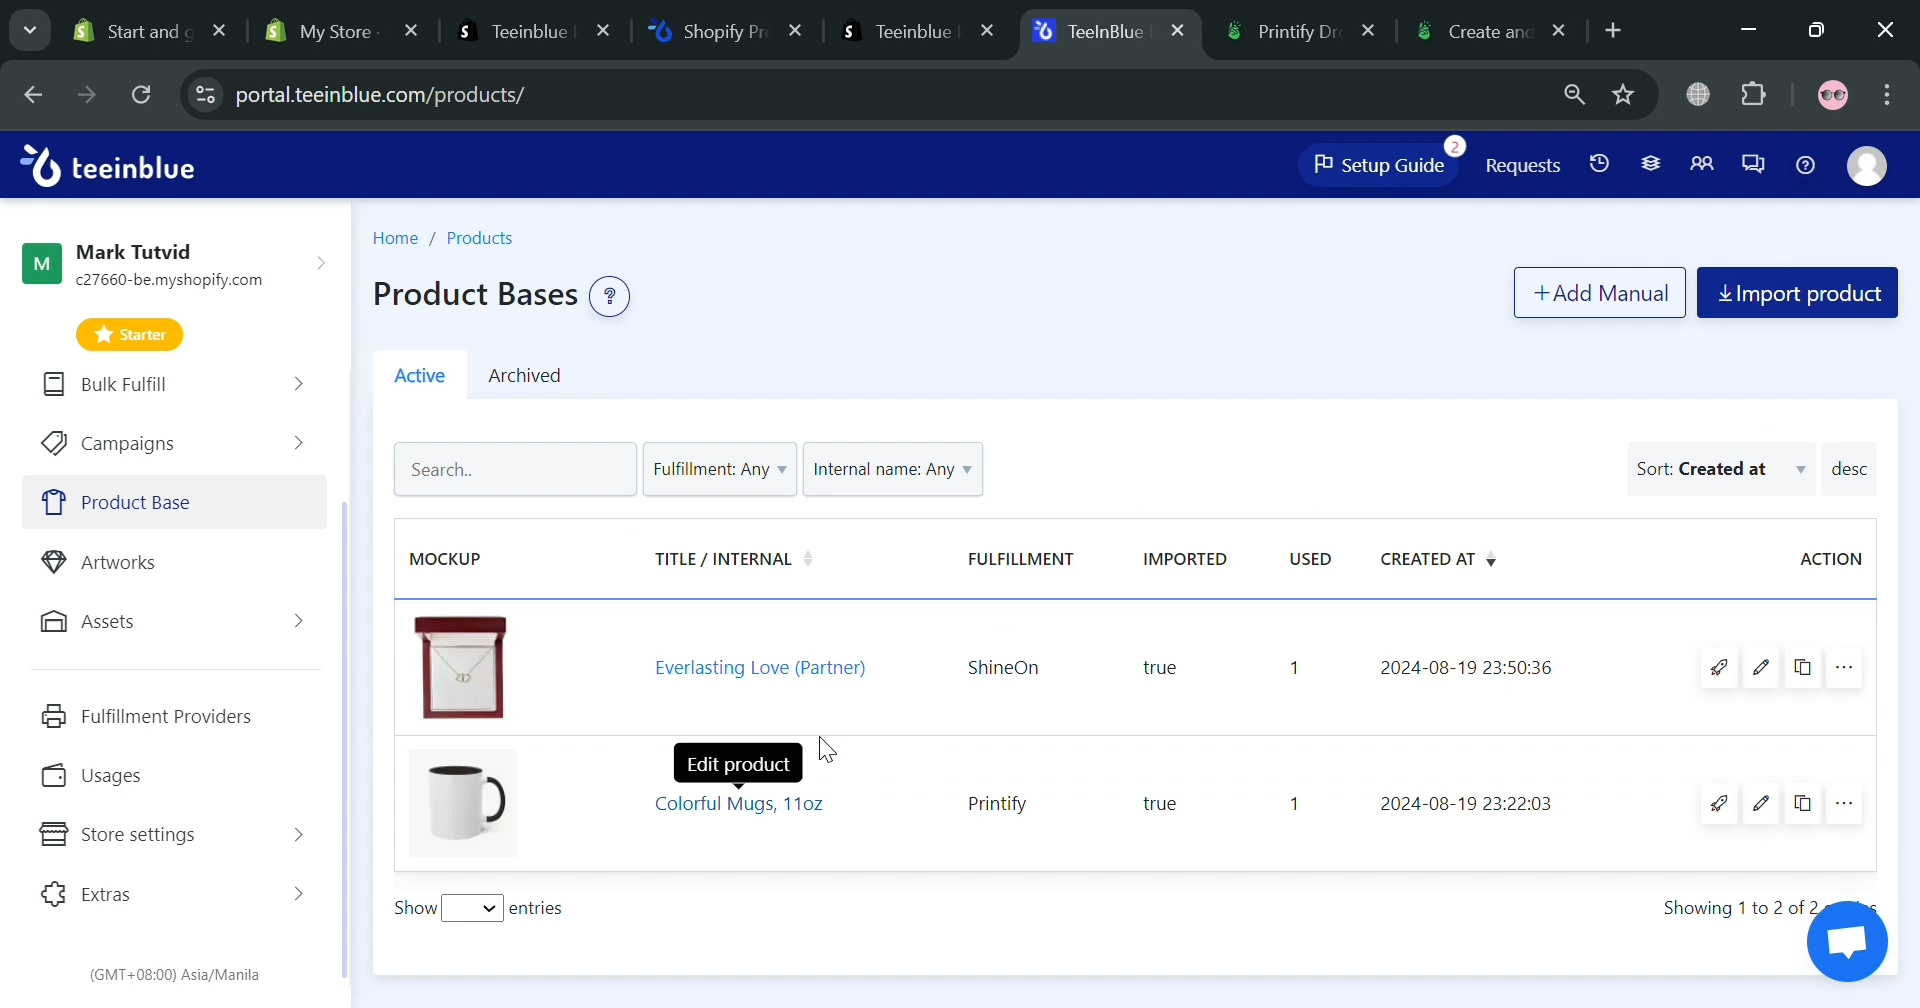 Start and g
My Store -
Teeinblue
Shopify Pro
Teeinblue
TeeInBlue
Printify Dr
Create and
portal.teeinblue.com/products/
teeinblue
Setup Guide
2
Requests
M
Mark Tutvid
c27660-be.myshopify.com
Starter
Bulk Fulfill
Campaigns
Product Base
Artworks
Assets
Fulfillment Providers
Usages
Store settings
Extras
(GMT+08:00) Asia/Manila
Home / Products
Product Bases ?
+Add Manual
Import product
Active
Archived
Search..
Fulfillment: Any
Internal name: Any
Sort: Created at
desc
MOCKUP TITLE / INTERNAL FULFILLMENT IMPORTED USED CREATED AT ACTION
Everlasting Love (Partner) ShineOn true 1 2024-08-19 23:50:36
Edit product
Colorful Mugs, 11oz Printify true 1 2024-08-19 23:22:03
Show entries
Showing 1 to 2 of 2